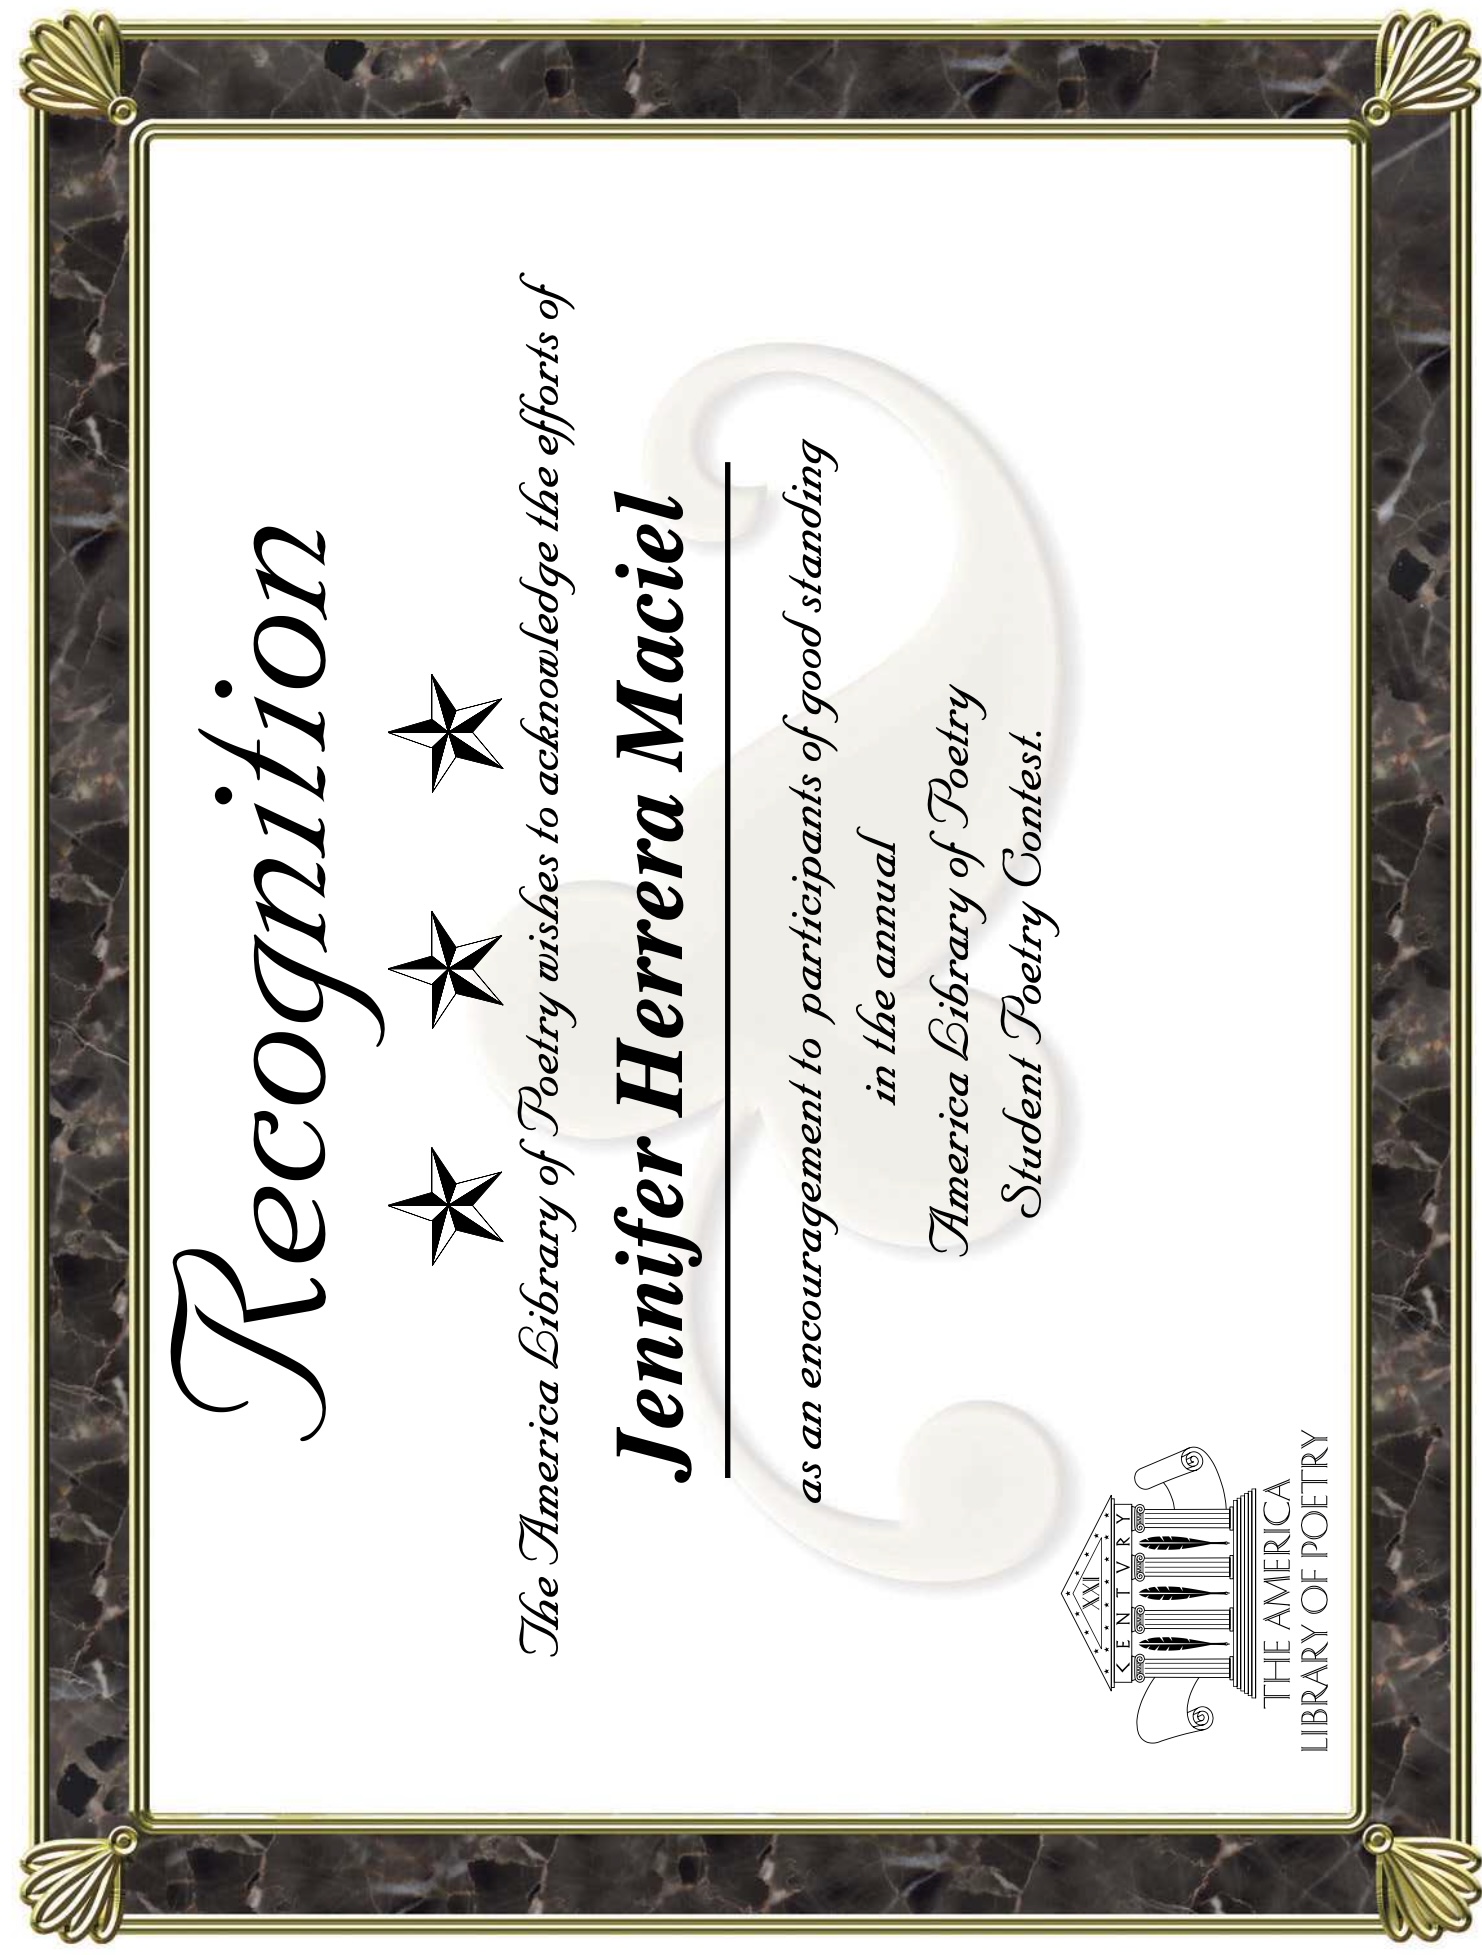 Recognition
The America Library of Poetry wishes to acknowledge the efforts of
Jennifer Herrera Maciel
as an encouragement to participants of good standing
in the annual
America Library of Poetry
Student Poetry Contest.
XXI
KENTVRY
THE AMERICA
LIBRARY OF POETRY